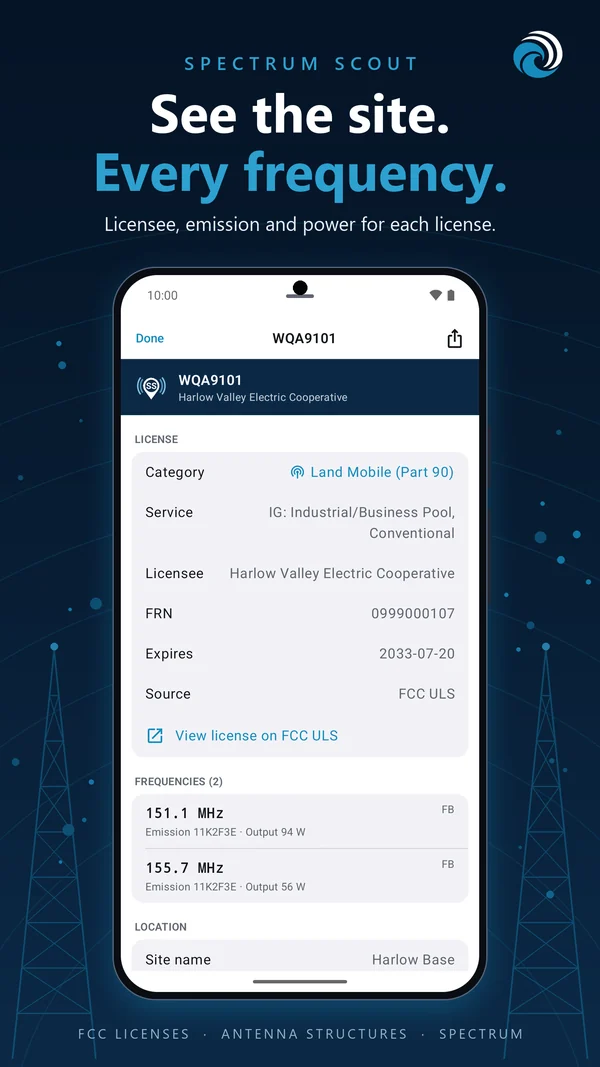 SPECTRUM SCOUT
See the site.
Every frequency.
Licensee, emission and power for each license.
10:00
Done
WQA9101
SS
WQA9101
Harlow Valley Electric Cooperative
LICENSE
Category
Land Mobile (Part 90)
Service
IG: Industrial/Business Pool,
Conventional
Licensee
Harlow Valley Electric Cooperative
FRN
0999000107
Expires
2033-07-20
Source
FCC ULS
View license on FCC ULS
FREQUENCIES (2)
151.1 MHz
FB
Emission 11K2F3E · Output 94 W
155.7 MHz
FB
Emission 11K2F3E · Output 56 W
LOCATION
Site name
Harlow Base
FCC LICENSES · ANTENNA STRUCTURES · SPECTRUM